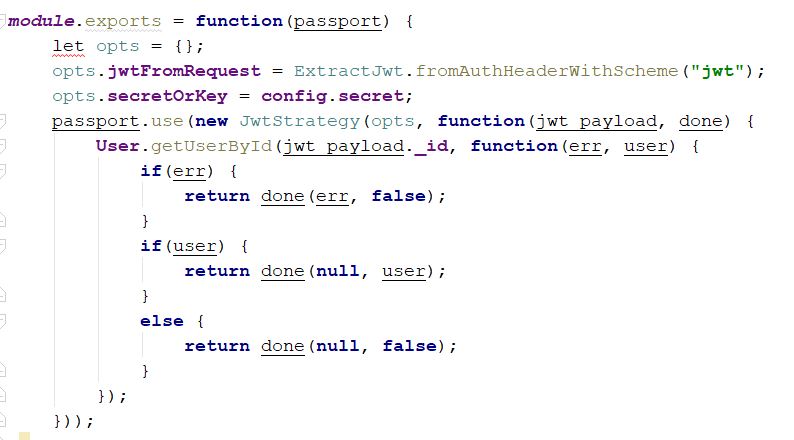 module.exports = function(passport) {
    let opts = {};
    opts.jwtFromRequest = ExtractJwt.fromAuthHeaderWithScheme("jwt");
    opts.secretOrKey = config.secret;
    passport.use(new JwtStrategy(opts, function(jwt_payload, done) {
        User.getUserById(jwt_payload._id, function(err, user) {
            if(err) {
                return done(err, false);
            }
            if(user) {
                return done(null, user);
            }
            else {
                return done(null, false);
            }
        });
    }));